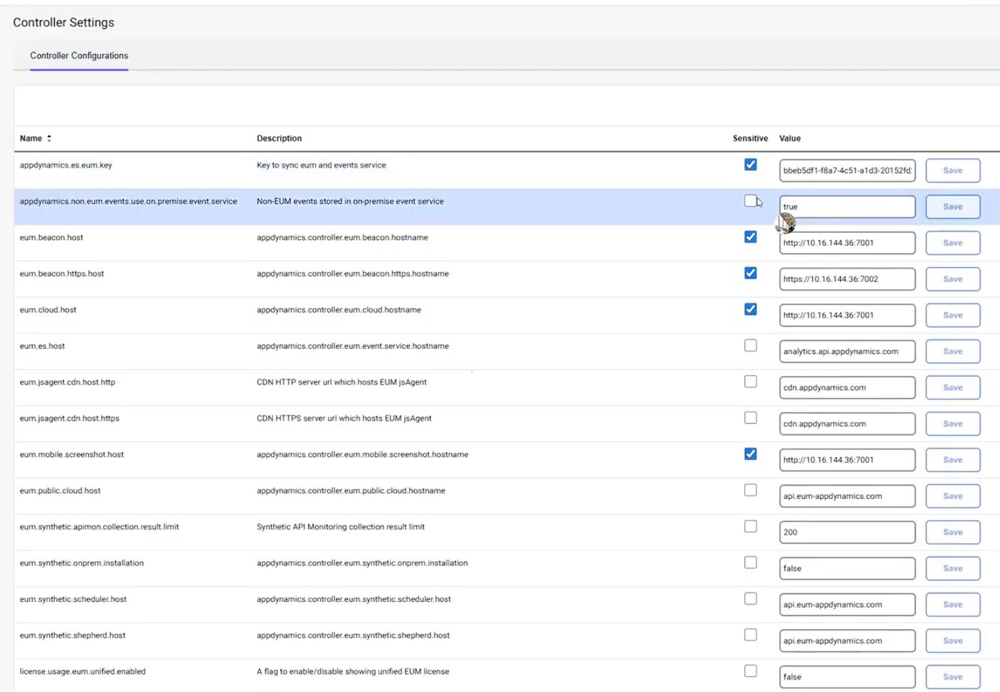 Controller Settings
Controller Configurations
Name Description Sensitive Value
appdynamics.es.eum.key Key to sync eum and events service bbeb5df1-f8a7-4c51-a1d3-20152fd Save
appdynamics.non.eum.events.use.on.premise.event.service Non-EUM events stored in on-premise event service true Save
eum.beacon.host appdynamics.controller.eum.beacon.hostname http://10.16.144.36:7001 Save
eum.beacon.https.host appdynamics.controller.eum.beacon.https.hostname https://10.16.144.36:7002 Save
eum.cloud.host appdynamics.controller.eum.cloud.hostname http://10.16.144.36:7001 Save
eum.es.host appdynamics.controller.eum.event.service.hostname analytics.api.appdynamics.com Save
eum.jsagent.cdn.host.http CDN HTTP server url which hosts EUM jsAgent cdn.appdynamics.com Save
eum.jsagent.cdn.host.https CDN HTTPS server url which hosts EUM jsAgent cdn.appdynamics.com Save
eum.mobile.screenshot.host appdynamics.controller.eum.mobile.screenshot.hostname http://10.16.144.36:7001 Save
eum.public.cloud.host appdynamics.controller.eum.public.cloud.hostname api.eum-appdynamics.com Save
eum.synthetic.apimon.collection.result.limit Synthetic API Monitoring collection result limit 200 Save
eum.synthetic.onprem.installation appdynamics.controller.eum.synthetic.onprem.installation false Save
eum.synthetic.scheduler.host appdynamics.controller.eum.synthetic.scheduler.host api.eum-appdynamics.com Save
eum.synthetic.shepherd.host appdynamics.controller.eum.synthetic.shepherd.host api.eum-appdynamics.com Save
license.usage.eum.unified.enabled A flag to enable/disable showing unified EUM license false Save